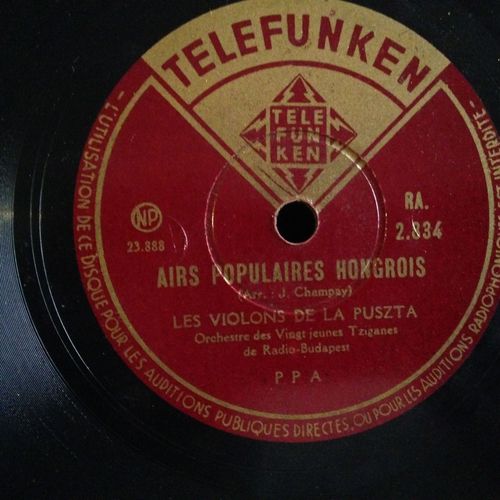 TELEFUNKEN
TELE
FUN
KEN
NP
23.888
RA.
2.834
AIRS POPULAIRES HONGROIS
(Arr. : J. Champay)
LES VIOLONS DE LA PUSZTA
Orchestre des Vingt jeunes Tziganes
de Radio-Budapest
P P A
L'UTILISATION DE CE DISQUE POUR LES AUDITIONS PUBLIQUES DIRECTES, OU POUR LES AUDITIONS RADIOPHONIQUES EST INTERDITE